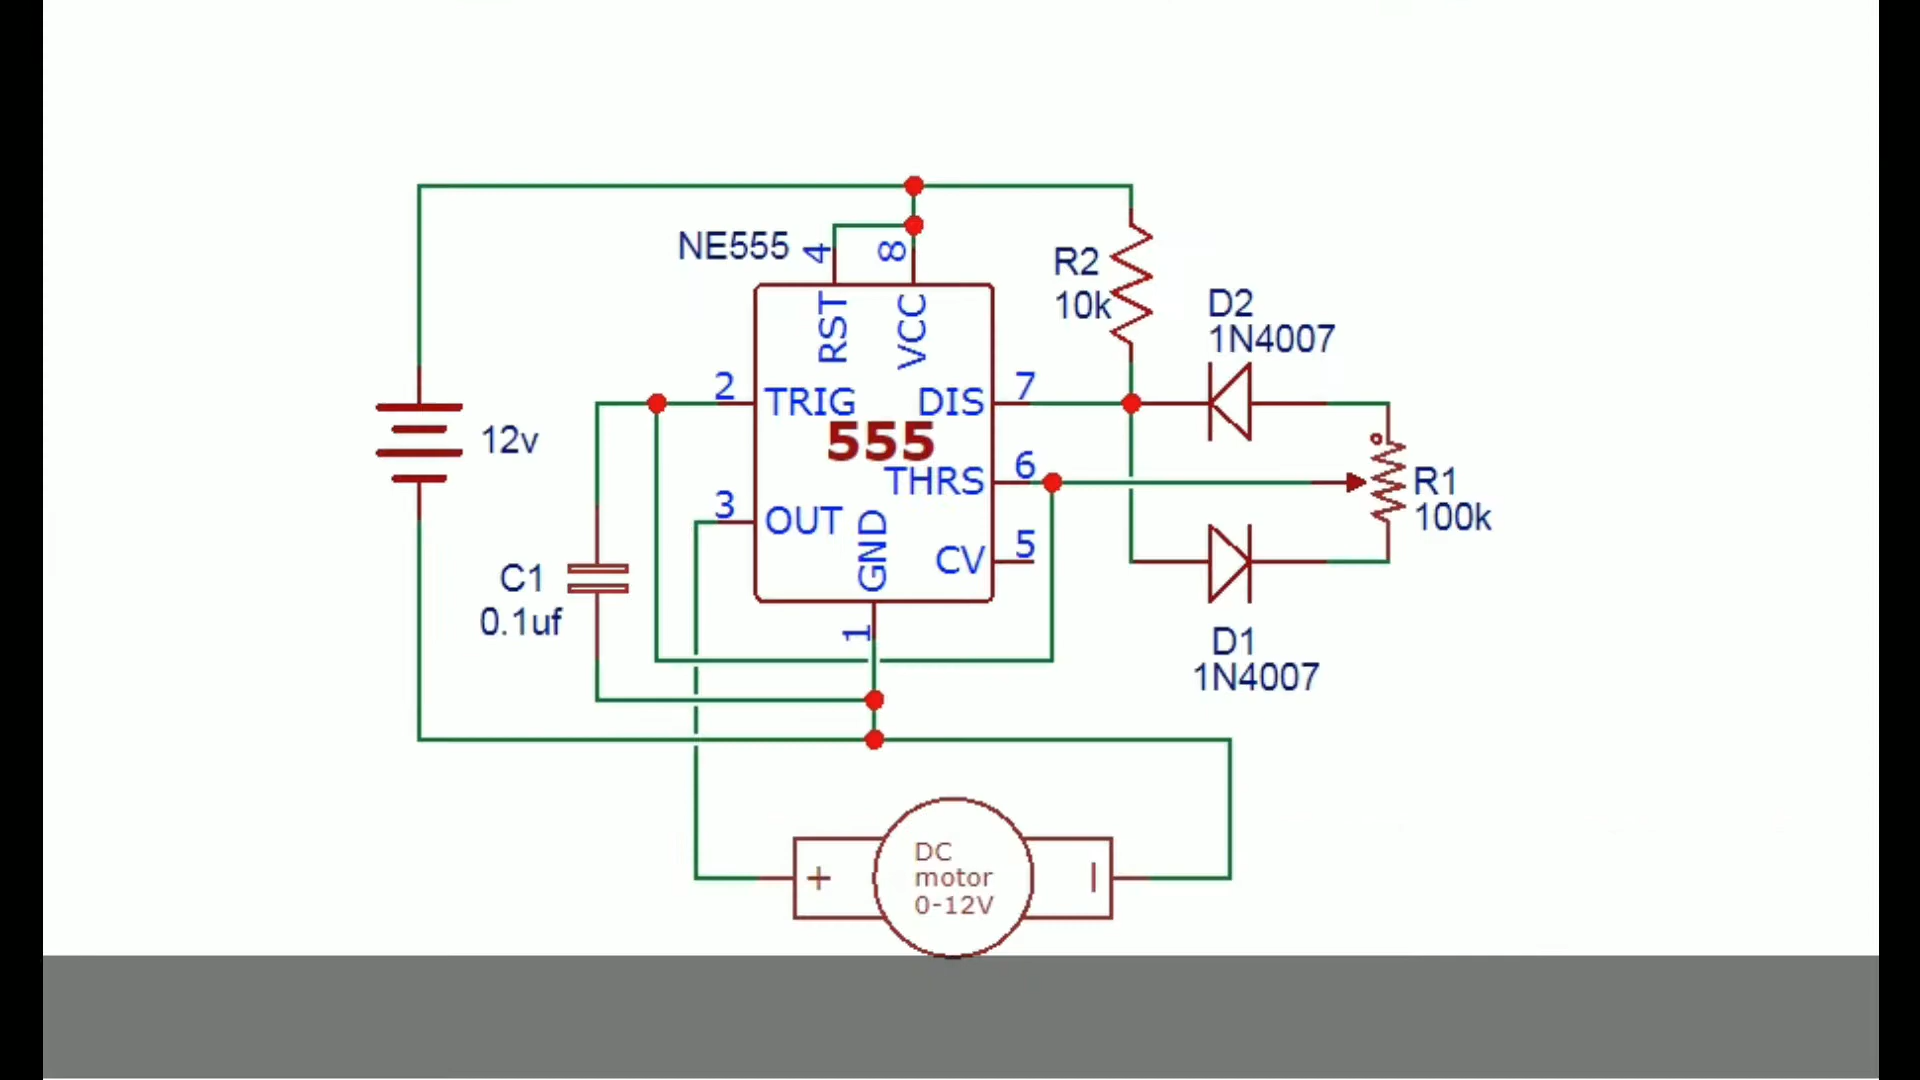 NE555
4
8
RST
VCC
R2
10k
D2
1N4007
2
TRIG
DIS
7
555
12v
THRS
6
R1
100k
3
OUT
GND
CV
5
C1
0.1uf
1
D1
1N4007
+
DC
motor
0-12V